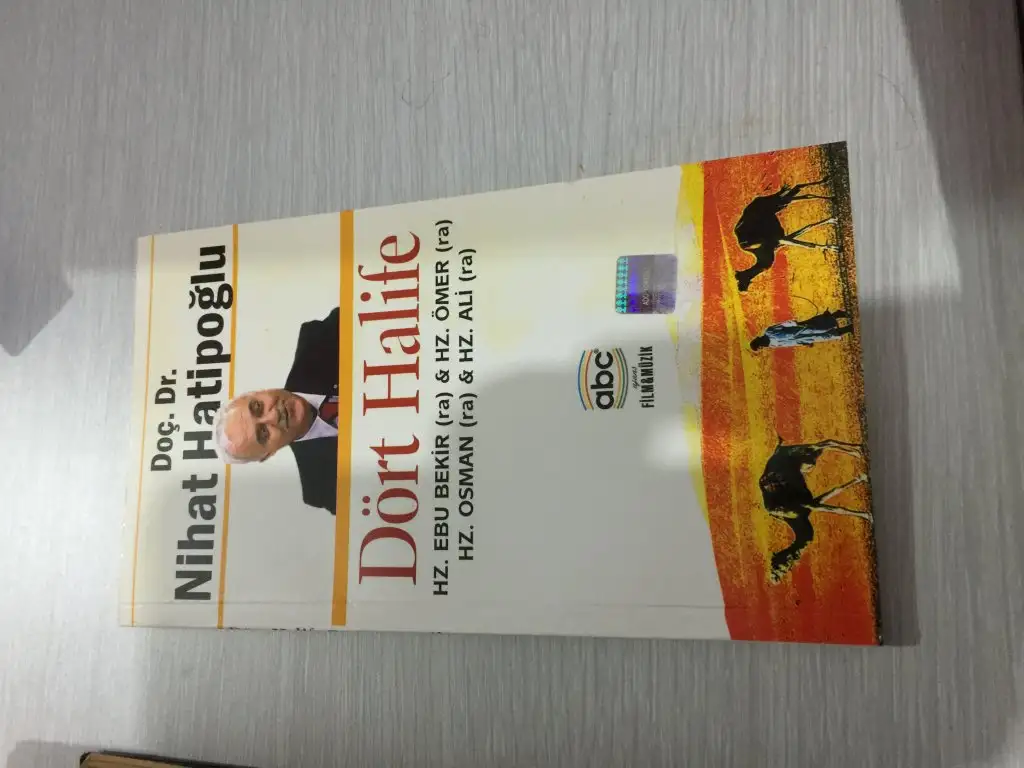 Doç. Dr.
Nihat Hatipoğlu
Dört Halife
HZ. EBU BEKİR (ra) & HZ. ÖMER (ra)
HZ. OSMAN (ra) & HZ. ALİ (ra)
abc
ajans
FİLM&MÜZİK